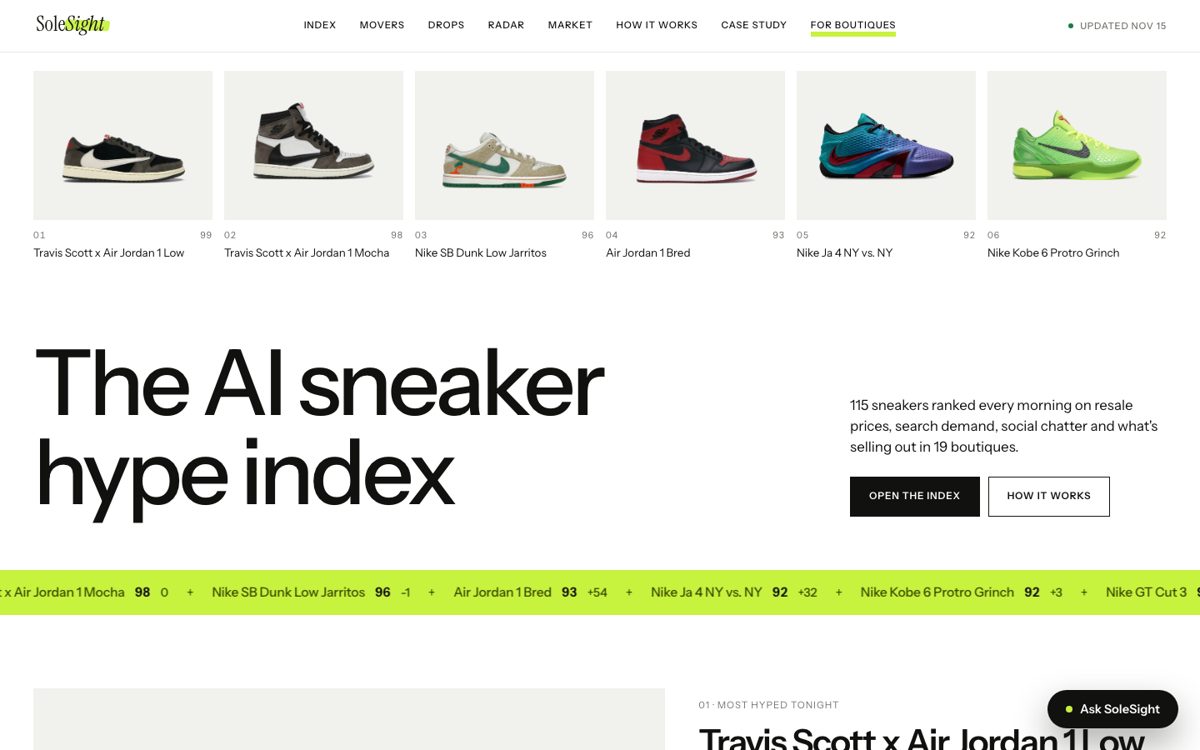 SoleSight
INDEX MOVERS DROPS RADAR MARKET HOW IT WORKS CASE STUDY FOR BOUTIQUES
UPDATED NOV 15
01 99
Travis Scott x Air Jordan 1 Low
02 98
Travis Scott x Air Jordan 1 Mocha
03 96
Nike SB Dunk Low Jarritos
04 93
Air Jordan 1 Bred
05 92
Nike Ja 4 NY vs. NY
06 92
Nike Kobe 6 Protro Grinch
The AI sneaker
hype index
115 sneakers ranked every morning on resale
prices, search demand, social chatter and what's
selling out in 19 boutiques.
OPEN THE INDEX
HOW IT WORKS
x Air Jordan 1 Mocha 98 0 + Nike SB Dunk Low Jarritos 96 -1 + Air Jordan 1 Bred 93 +54 + Nike Ja 4 NY vs. NY 92 +32 + Nike Kobe 6 Protro Grinch 92 +3 + Nike GT Cut 3
01 · MOST HYPED TONIGHT
Travis Scott x Air Jordan 1 Low
Ask SoleSight